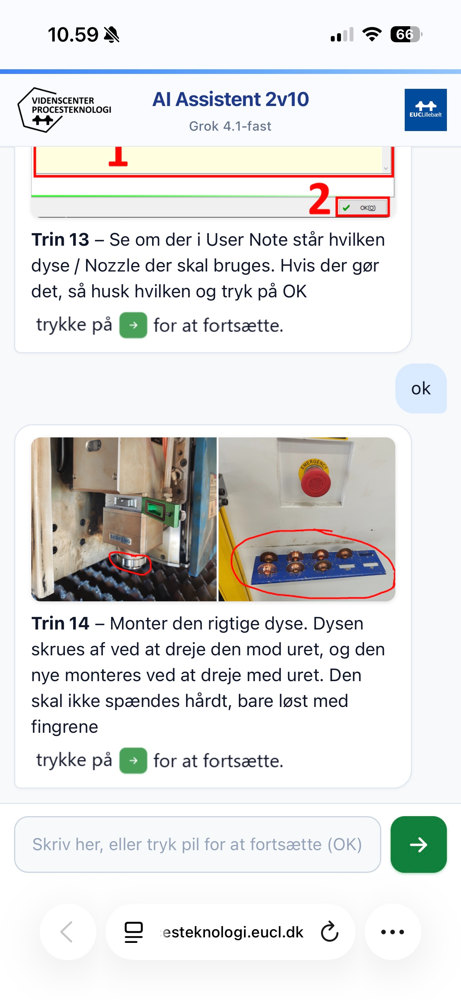 10.59
66
VIDENSCENTER
PROCESTEKNOLOGI
AI Assistent 2v10
Grok 4.1-fast
EUCLillebælt
1
2
OK(O)
Trin 13 – Se om der i User Note står hvilken
dyse / Nozzle der skal bruges. Hvis der gør
det, så husk hvilken og tryk på OK
trykke på → for at fortsætte.
ok
EMERGENCY
SENFENG
Trin 14 – Monter den rigtige dyse. Dysen
skrues af ved at dreje den mod uret, og den
nye monteres ved at dreje med uret. Den
skal ikke spændes hårdt, bare løst med
fingrene
trykke på → for at fortsætte.
Skriv her, eller tryk pil for at fortsætte (OK)
esteknologi.eucl.dk